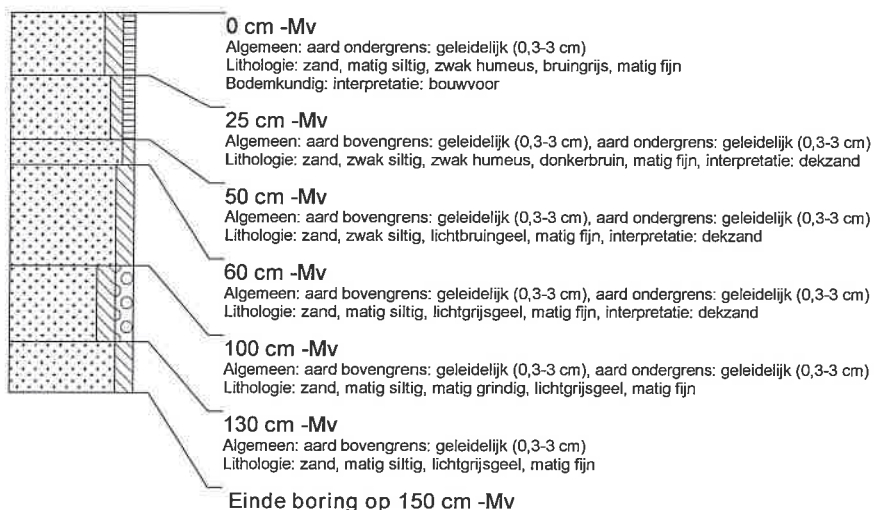 0 cm -Mv
Algemeen: aard ondergrens: geleidelijk (0,3-3 cm)
Lithologie: zand, matig siltig, zwak humeus, bruingrijs, matig fijn
Bodemkundig: interpretatie: bouwvoor
25 cm -Mv
Algemeen: aard bovengrens: geleidelijk (0,3-3 cm), aard ondergrens: geleidelijk (0,3-3 cm)
Lithologie: zand, zwak siltig, zwak humeus, donkerbruin, matig fijn, interpretatie: dekzand
50 cm -Mv
Algemeen: aard bovengrens: geleidelijk (0,3-3 cm), aard ondergrens: geleidelijk (0,3-3 cm)
Lithologie: zand, zwak siltig, lichtbruingeel, matig fijn, interpretatie: dekzand
60 cm -Mv
Algemeen: aard bovengrens: geleidelijk (0,3-3 cm), aard ondergrens: geleidelijk (0,3-3 cm)
Lithologie: zand, matig siltig, lichtgrijsgeel, matig fijn, interpretatie: dekzand
100 cm -Mv
Algemeen: aard bovengrens: geleidelijk (0,3-3 cm), aard ondergrens: geleidelijk (0,3-3 cm)
Lithologie: zand, matig siltig, matig grindig, lichtgrijsgeel, matig fijn
130 cm -Mv
Algemeen: aard bovengrens: geleidelijk (0,3-3 cm)
Lithologie: zand, matig siltig, lichtgrijsgeel, matig fijn
Einde boring op 150 cm -Mv